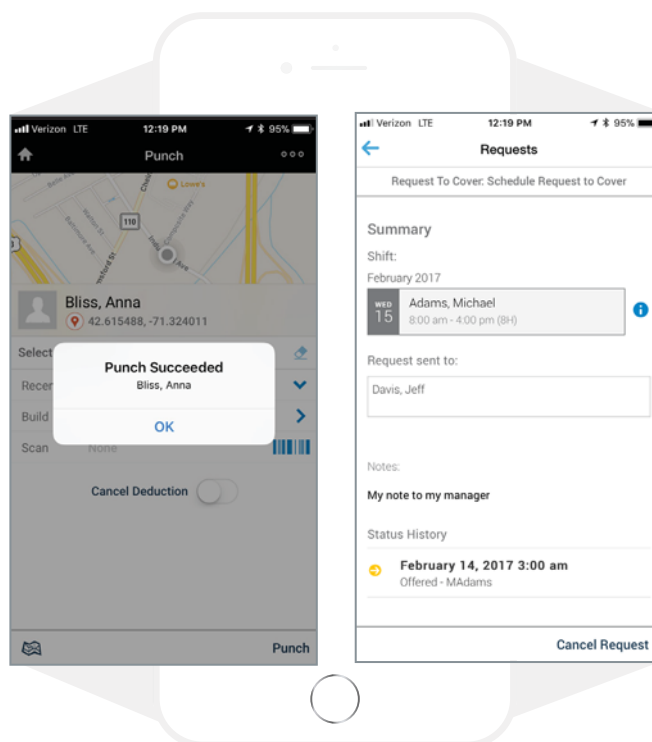 Verizon LTE 12:19 PM 95%
Punch
Lowe's
110
Bliss, Anna
42.615488, -71.324011
Select
Punch Succeeded
Bliss, Anna
OK
Recen
Build
Scan None
Cancel Deduction
Punch
Verizon LTE 12:19 PM 95%
Requests
Request To Cover: Schedule Request to Cover
Summary
Shift:
February 2017
WED
15
Adams, Michael
8:00 am - 4:00 pm (8H)
Request sent to:
Davis, Jeff
Notes:
My note to my manager
Status History
February 14, 2017 3:00 am
Offered - MAdams
Cancel Request